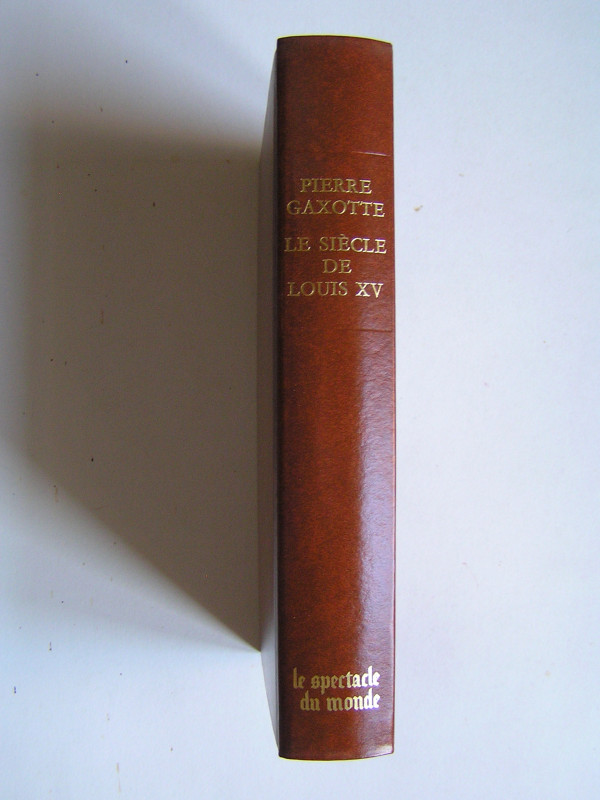 PIERRE
GAXOTTE
LE SIÈCLE
DE
LOUIS XV
le spectacle
du monde